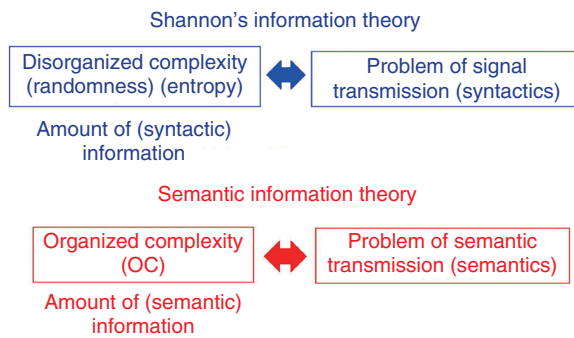 Shannon's information theory
Disorganized complexity
(randomness) (entropy)
Problem of signal
transmission (syntactics)
Amount of (syntactic)
information
Semantic information theory
Organized complexity
(OC)
Problem of semantic
transmission (semantics)
Amount of (semantic)
information